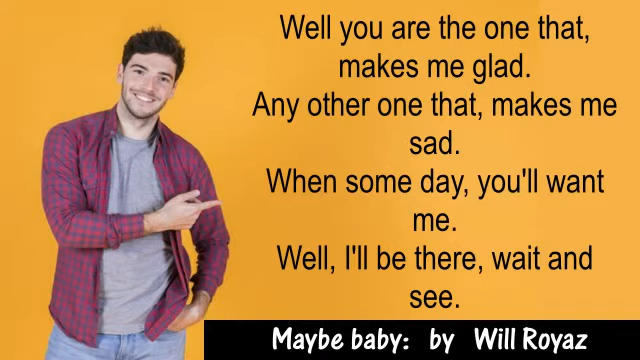 Well you are the one that,
makes me glad.
Any other one that, makes me
sad.
When some day, you'll want
me.
Well, I'll be there, wait and
see.
Maybe baby: by Will Royaz